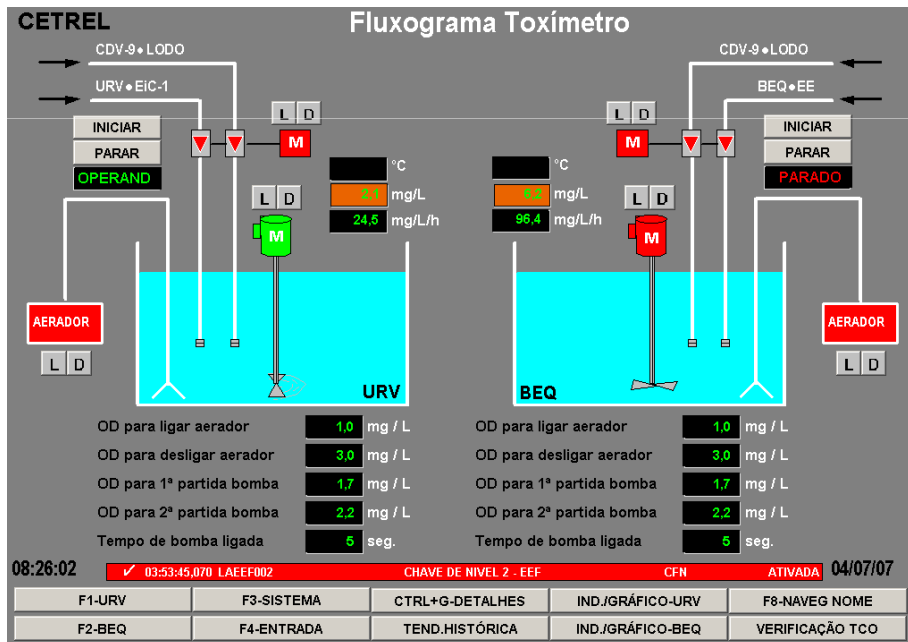 CETREL
Fluxograma Toxímetro
CDV-9●LODO
CDV-9●LODO
URV●EiC-1
BEQ●EE
L D
L D
INICIAR
INICIAR
M
M
PARAR
PARAR
OPERAND
PARADO
°C
°C
2,1 mg/L
6,2 mg/L
24,5 mg/L/h
96,4 mg/L/h
L D
L D
M
M
AERADOR
AERADOR
L D
L D
URV
BEQ
OD para ligar aerador 1,0 mg / L
OD para ligar aerador 1,0 mg / L
OD para desligar aerador 3,0 mg / L
OD para desligar aerador 3,0 mg / L
OD para 1ª partida bomba 1,7 mg / L
OD para 1ª partida bomba 1,7 mg / L
OD para 2ª partida bomba 2,2 mg / L
OD para 2ª partida bomba 2,2 mg / L
Tempo de bomba ligada 5 seg.
Tempo de bomba ligada 5 seg.
08:26:02 ✓ 03:53:45,070 LAEEF002 CHAVE DE NIVEL 2 - EEF CFN ATIVADA 04/07/07
F1-URV F3-SISTEMA CTRL+G-DETALHES IND./GRÁFICO-URV F8-NAVEG NOME
F2-BEQ F4-ENTRADA TEND.HISTÓRICA IND./GRÁFICO-BEQ VERIFICAÇÃO TCO